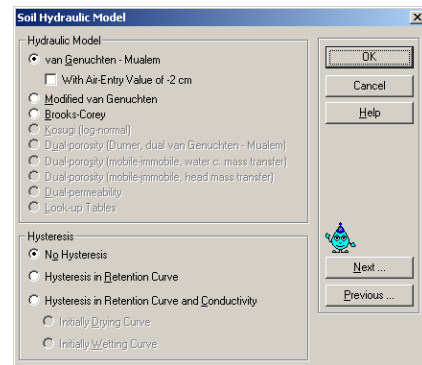 Soil Hydraulic Model
Hydraulic Model
van Genuchten - Mualem
With Air-Entry Value of -2 cm
Modified van Genuchten
Brooks-Corey
Kosugi (log-normal)
Dual-porosity (Durner, dual van Genuchten - Mualem)
Dual-porosity (mobile-immobile, water c. mass transfer)
Dual-porosity (mobile-immobile, head mass transfer)
Dual-permeability
Look-up Tables
Hysteresis
No Hysteresis
Hysteresis in Retention Curve
Hysteresis in Retention Curve and Conductivity
Initially Drying Curve
Initially Wetting Curve
OK
Cancel
Help
Next ...
Previous ...